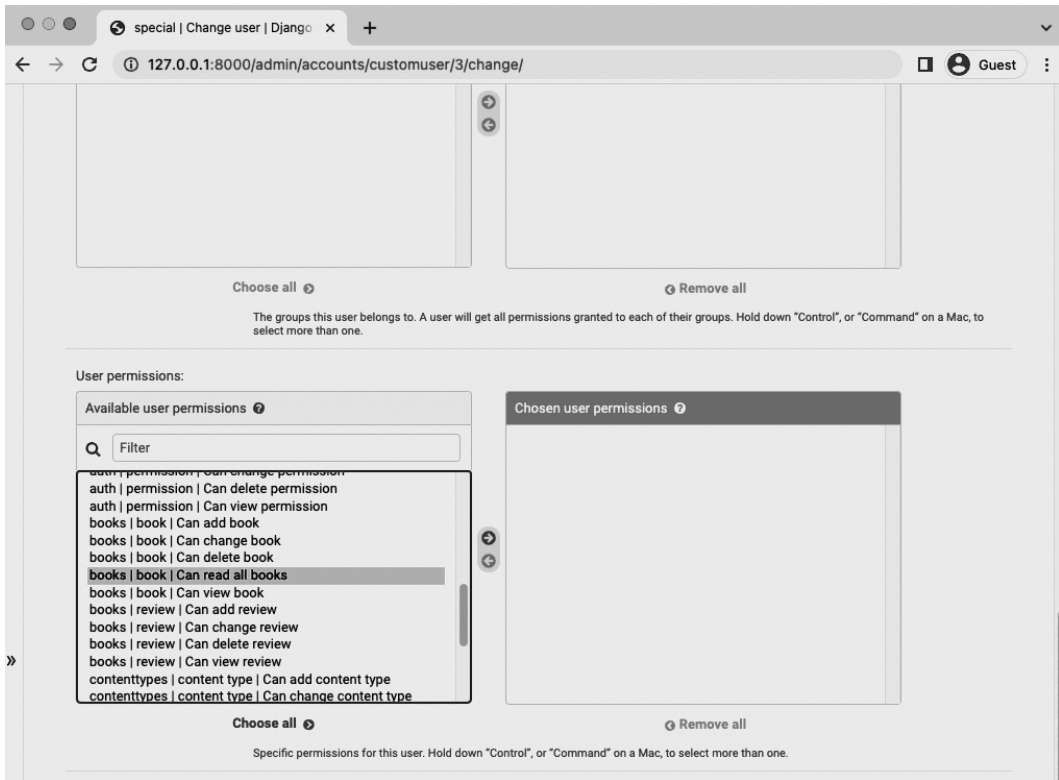 special | Change user | Django
127.0.0.1:8000/admin/accounts/customuser/3/change/
Guest
Choose all
Remove all
The groups this user belongs to. A user will get all permissions granted to each of their groups. Hold down “Control”, or “Command” on a Mac, to
select more than one.
User permissions:
Available user permissions
Chosen user permissions
Filter
auth | permission | Can change permission
auth | permission | Can delete permission
auth | permission | Can view permission
books | book | Can add book
books | book | Can change book
books | book | Can delete book
books | book | Can read all books
books | book | Can view book
books | review | Can add review
books | review | Can change review
books | review | Can delete review
books | review | Can view review
contenttypes | content type | Can add content type
contenttypes | content type | Can change content type
Choose all
Remove all
Specific permissions for this user. Hold down “Control”, or “Command” on a Mac, to select more than one.